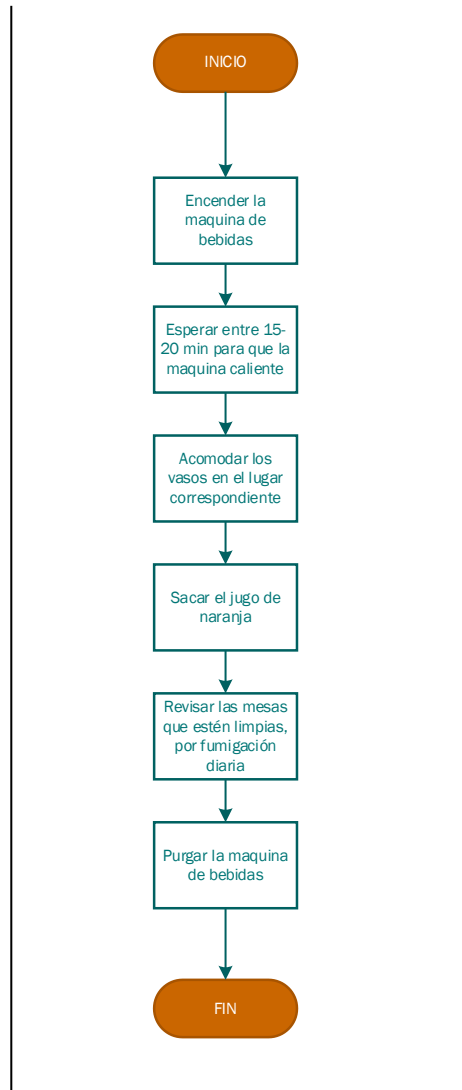 INICIO
Encender la
maquina de
bebidas
Esperar entre 15-
20 min para que la
maquina caliente
Acomodar los
vasos en el lugar
correspondiente
Sacar el jugo de
naranja
Revisar las mesas
que estén limpias,
por fumigación
diaria
Purgar la maquina
de bebidas
FIN